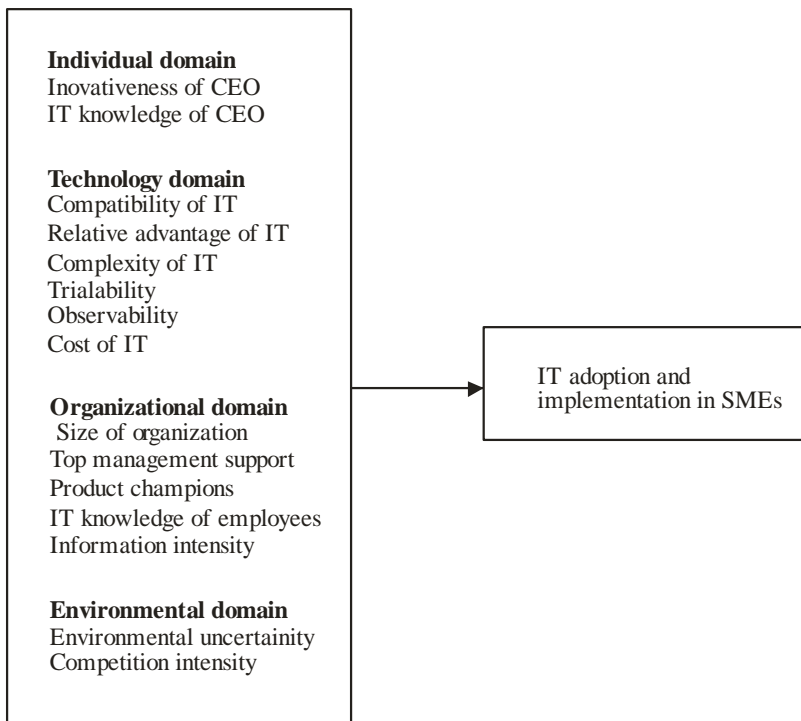 Individual domain
Inovativeness of CEO
IT knowledge of CEO
Technology domain
Compatibility of IT
Relative advantage of IT
Complexity of IT
Trialability
Observability
Cost of IT
Organizational domain
Size of organization
Top management support
Product champions
IT knowledge of employees
Information intensity
Environmental domain
Environmental uncertainity
Competition intensity
IT adoption and
implementation in SMEs